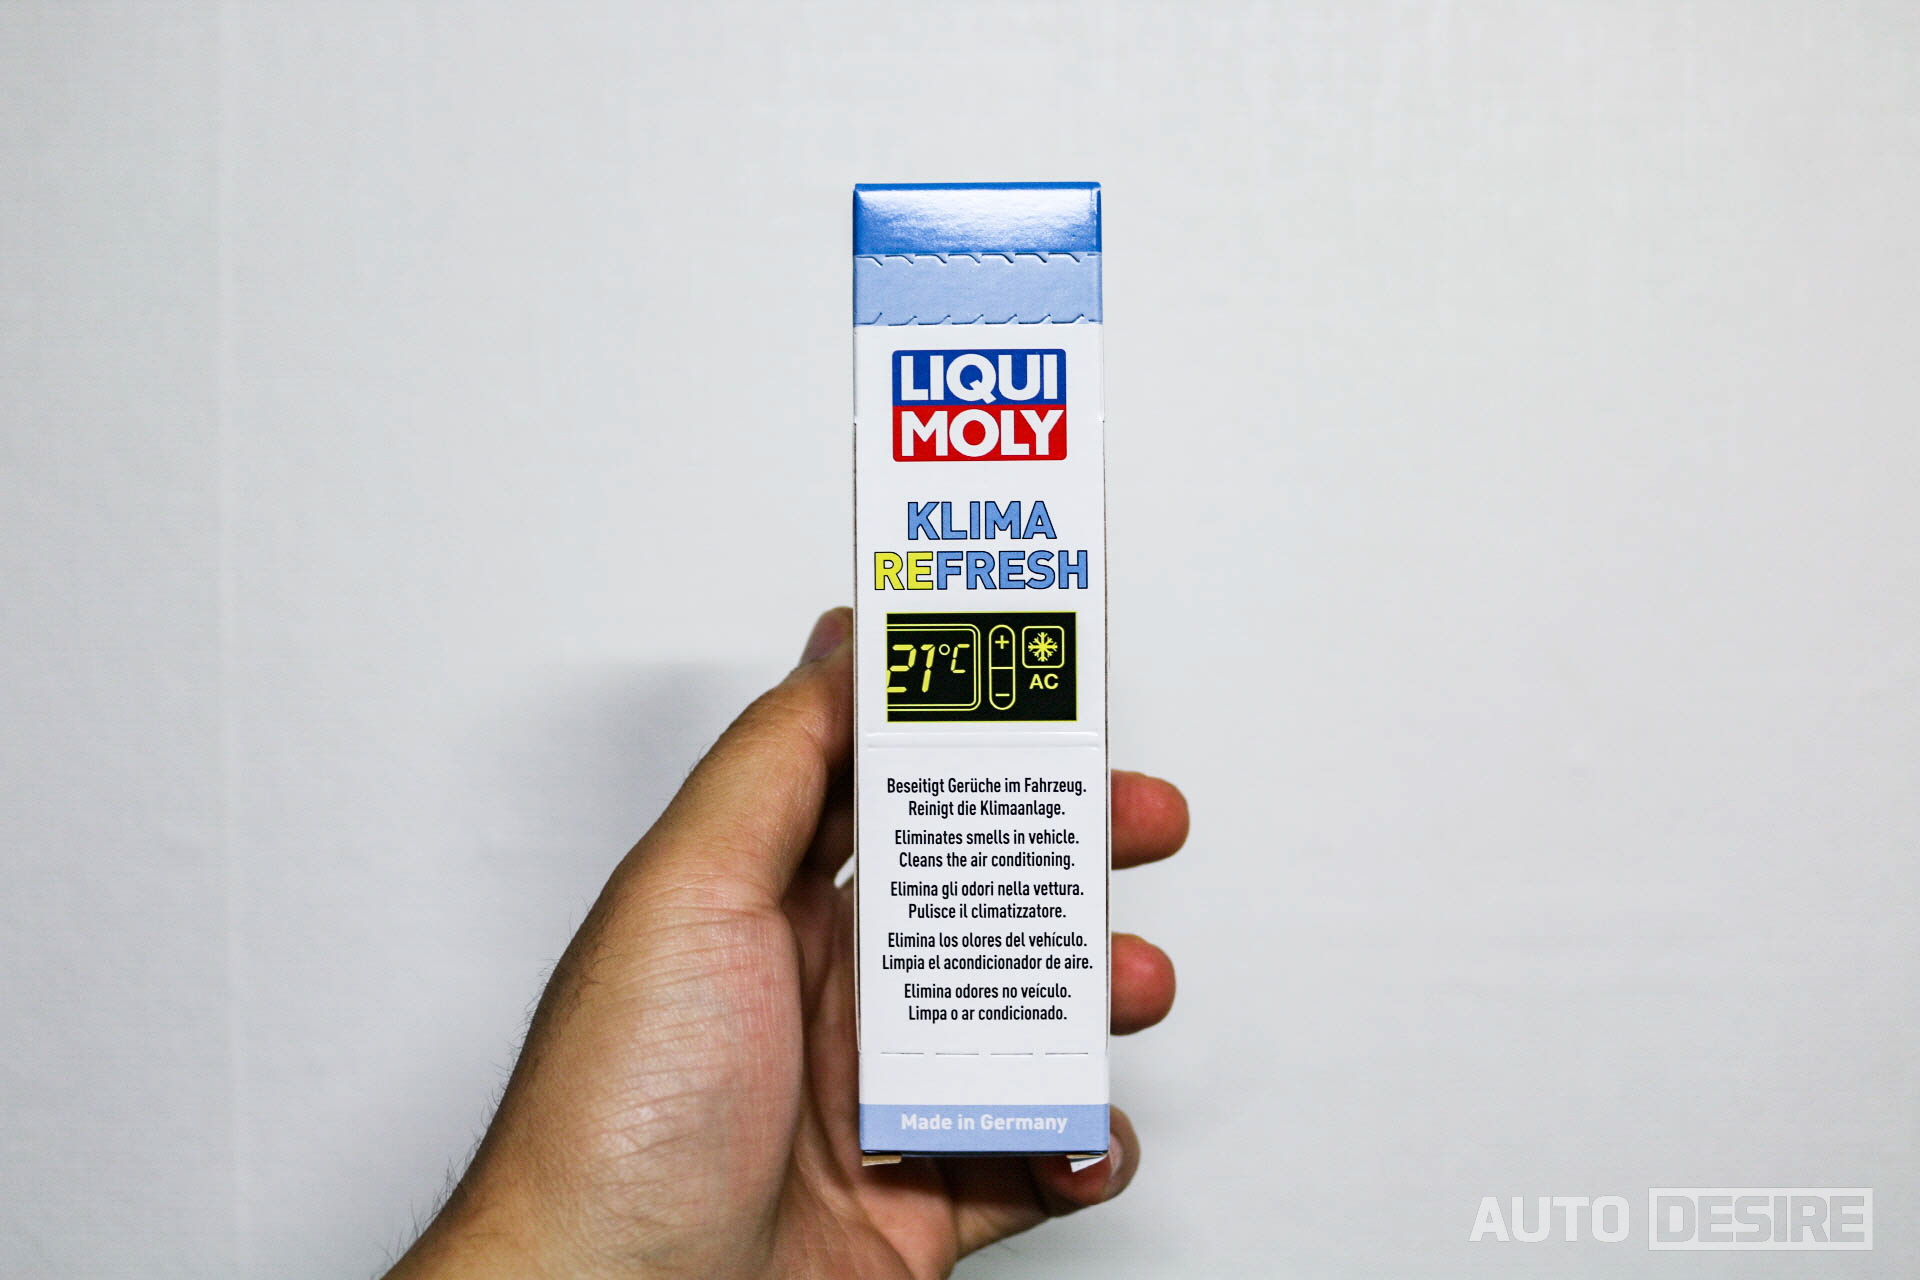 LIQUI
MOLY
KLIMA
REFRESH
21°C
+
-
AC
Beseitigt Gerüche im Fahrzeug.
Reinigt die Klimaanlage.
Eliminates smells in vehicle.
Cleans the air conditioning.
Elimina gli odori nella vettura.
Pulisce il climatizzatore.
Elimina los olores del vehículo.
Limpia el acondicionador de aire.
Elimina odores no veículo.
Limpa o ar condicionado.
Made in Germany
AUTO DESIRE